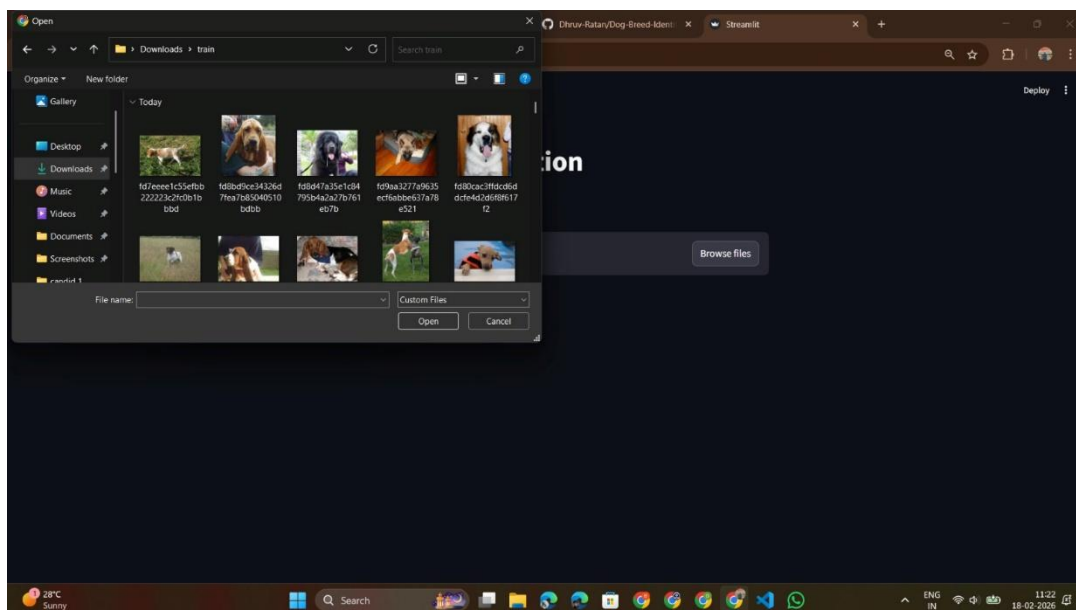 Open
Dhruv-Ratan/Dog-Breed-Identi
Streamlit
Downloads > train
Search train
Organize
New folder
Deploy
Gallery
Today
Desktop
Downloads
Music
Videos
Documents
Screenshots
candid 1
fd7eeee1c55efbb
222223c2fc0b1b
bbd
fd8bd9ce34326d
7fea7b85040510
bdbb
fd8d47a35e1c84
795b4a2a27b761
eb7b
fd9aa3277a9635
ecf6abbe637a78
e521
fd80cac3ffdcd6d
dcfe4d2d6f8f617
f2
tion
Browse files
File name:
Custom Files
Open
Cancel
1
28°C
Sunny
Search
ENG
IN
11:22
18-02-2026